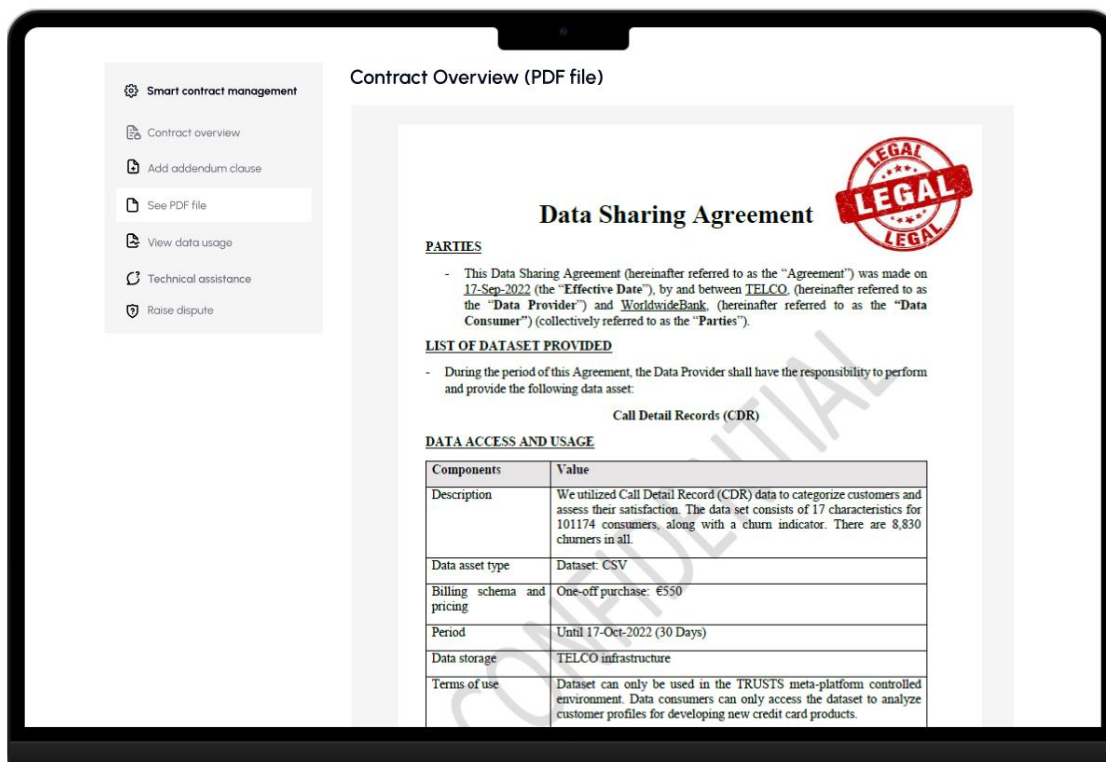 Smart contract management
Contract overview
Add addendum clause
See PDF file
View data usage
Technical assistance
Raise dispute
Contract Overview (PDF file)
LEGAL
LEGAL
LEGAL
Data Sharing Agreement
PARTIES
- This Data Sharing Agreement (hereinafter referred to as the “Agreement”) was made on
17-Sep-2022 (the “Effective Date”), by and between TELCO, (hereinafter referred to as
the “Data Provider”) and WorldwideBank, (hereinafter referred to as the “Data
Consumer”) (collectively referred to as the “Parties”).
LIST OF DATASET PROVIDED
- During the period of this Agreement, the Data Provider shall have the responsibility to perform
and provide the following data asset:
Call Detail Records (CDR)
DATA ACCESS AND USAGE
Components Value
Description We utilized Call Detail Record (CDR) data to categorize customers and
assess their satisfaction. The data set consists of 17 characteristics for
101174 consumers, along with a churn indicator. There are 8,830
churners in all.
Data asset type Dataset: CSV
Billing schema and One-off purchase: €550
pricing
Period Until 17-Oct-2022 (30 Days)
Data storage TELCO infrastructure
Terms of use Dataset can only be used in the TRUSTS meta-platform controlled
environment. Data consumers can only access the dataset to analyze
customer profiles for developing new credit card products.
CONFIDENTIAL